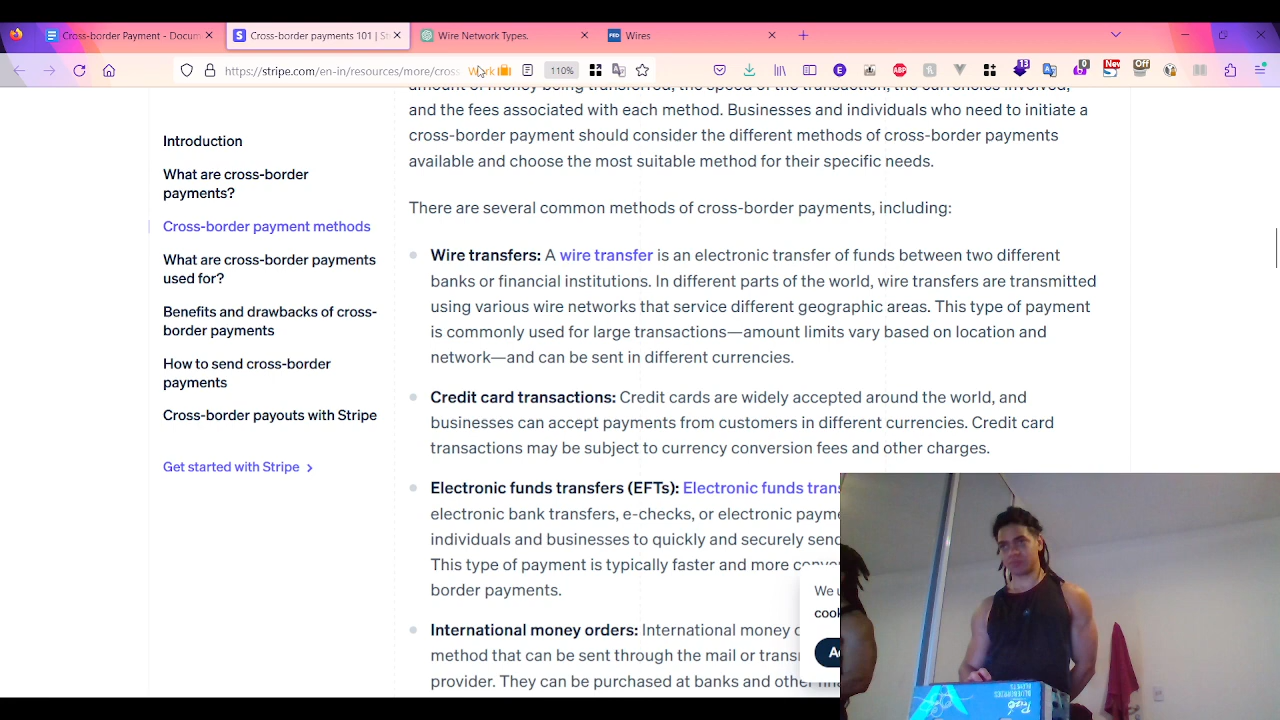 Cross-border Payment - Docum
Cross-border payments 101 | St
Wire Network Types.
FED Wires
https://stripe.com/en-in/resources/more/cross
Work
110%
13
0
New
Off
ABP
amount of money being transferred, the speed of the transaction, the currencies involved,
and the fees associated with each method. Businesses and individuals who need to initiate a
cross-border payment should consider the different methods of cross-border payments
available and choose the most suitable method for their specific needs.
There are several common methods of cross-border payments, including:
Wire transfers: A wire transfer is an electronic transfer of funds between two different
banks or financial institutions. In different parts of the world, wire transfers are transmitted
using various wire networks that service different geographic areas. This type of payment
is commonly used for large transactions—amount limits vary based on location and
network—and can be sent in different currencies.
Credit card transactions: Credit cards are widely accepted around the world, and
businesses can accept payments from customers in different currencies. Credit card
transactions may be subject to currency conversion fees and other charges.
Electronic funds transfers (EFTs): Electronic funds trans
electronic bank transfers, e-checks, or electronic payme
individuals and businesses to quickly and securely send
This type of payment is typically faster and more conve
border payments.
International money orders: International money o
method that can be sent through the mail or transm
provider. They can be purchased at banks and other fina
Introduction
What are cross-border
payments?
Cross-border payment methods
What are cross-border payments
used for?
Benefits and drawbacks of cross-
border payments
How to send cross-border
payments
Cross-border payouts with Stripe
Get started with Stripe
We u
cook